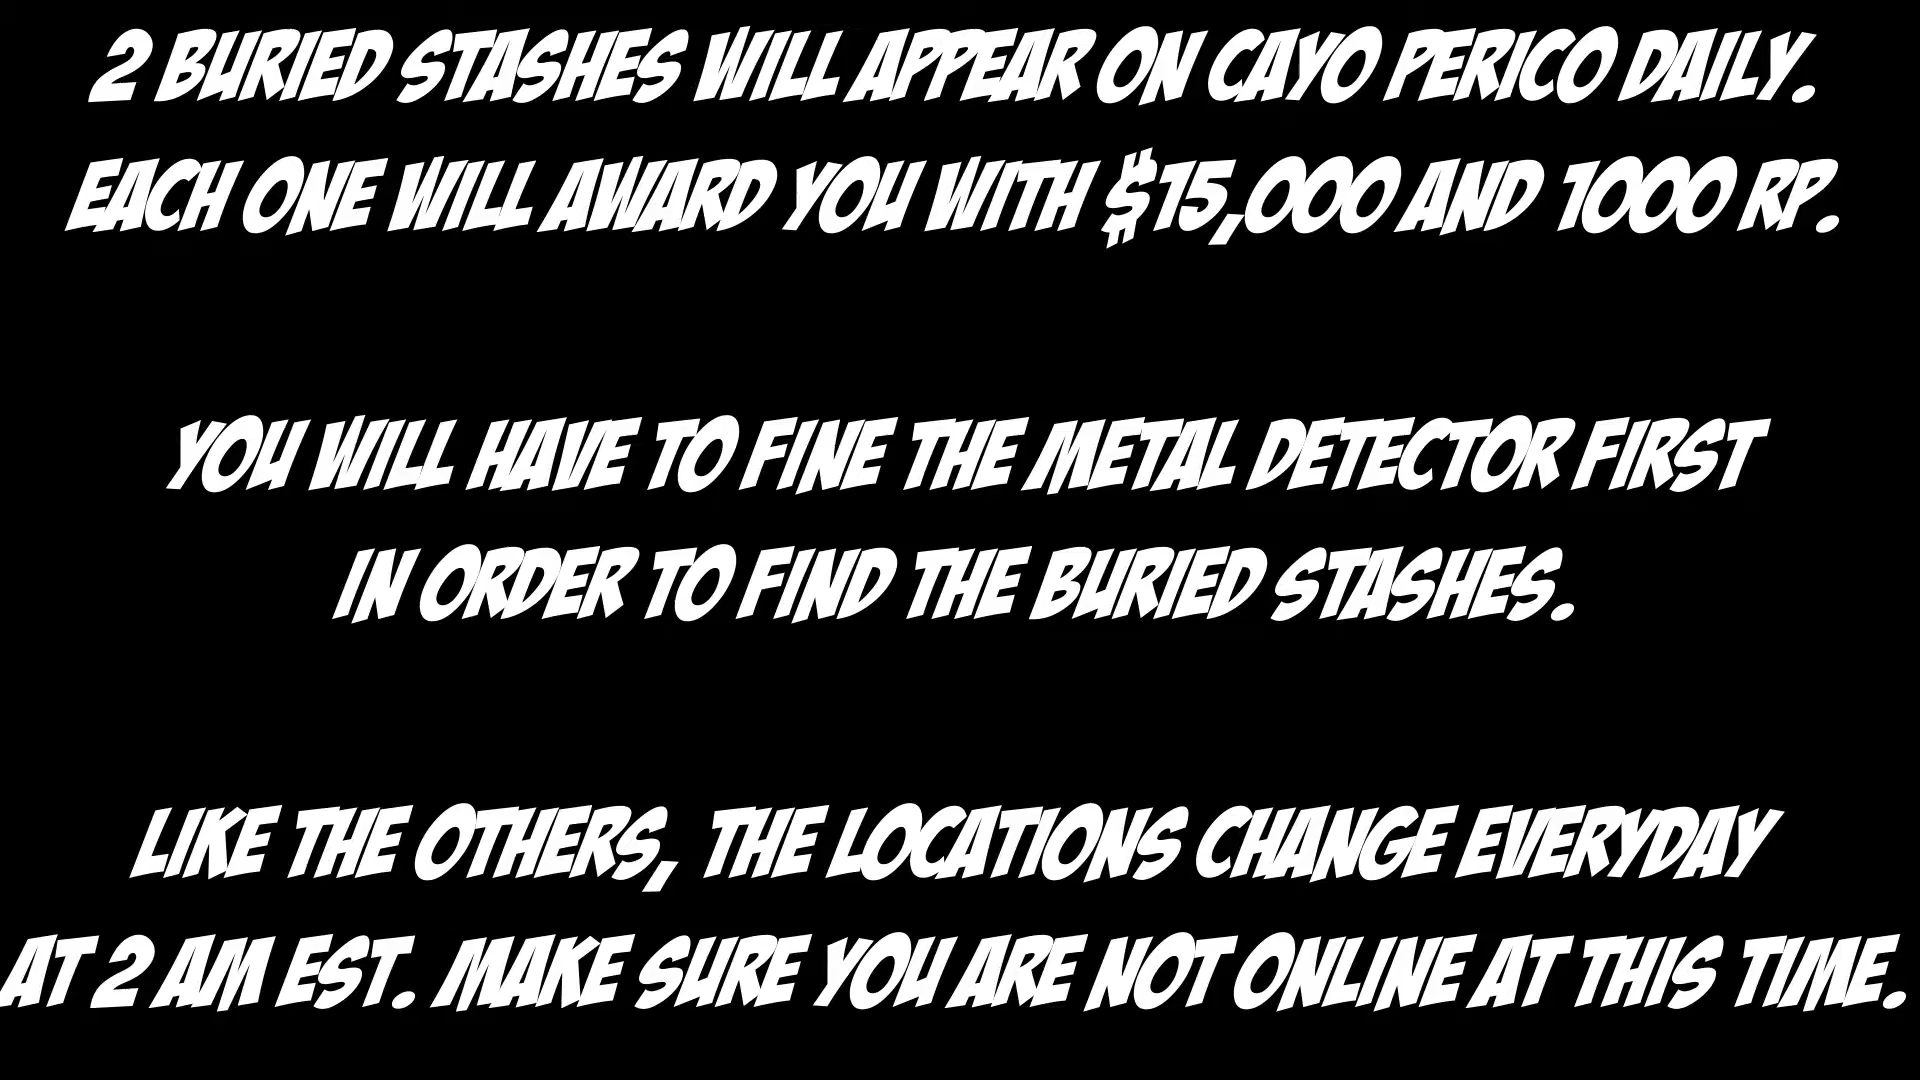 2 BURIED STASHES WILL APPEAR ON CAYO PERICO DAILY.
EACH ONE WILL AWARD YOU WITH $15,000 AND 1000 RP.
YOU WILL HAVE TO FINE THE METAL DETECTOR FIRST
IN ORDER TO FIND THE BURIED STASHES.
LIKE THE OTHERS, THE LOCATIONS CHANGE EVERYDAY
AT 2 AM EST. MAKE SURE YOU ARE NOT ONLINE AT THIS TIME.